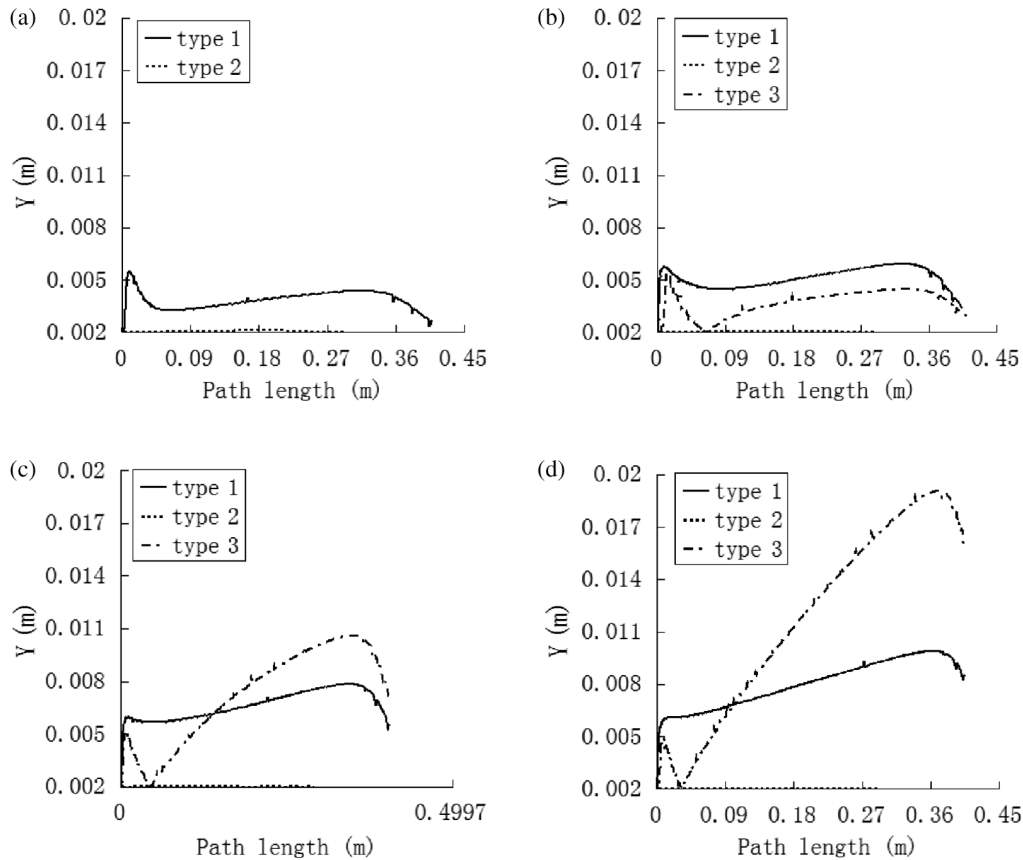 (a)
0.02
0.017
0.014
0.011
0.008
0.005
0.002
Y (m)
type 1
type 2
0 0.09 0.18 0.27 0.36 0.45
Path length (m)
(b)
0.02
0.017
0.014
0.011
0.008
0.005
0.002
Y (m)
type 1
type 2
type 3
0 0.09 0.18 0.27 0.36 0.45
Path length (m)
(c)
0.02
0.017
0.014
0.011
0.008
0.005
0.002
Y (m)
type 1
type 2
type 3
0 0.4997
Path length (m)
(d)
0.02
0.017
0.014
0.011
0.008
0.005
0.002
Y (m)
type 1
type 2
type 3
0 0.09 0.18 0.27 0.36 0.45
Path length (m)